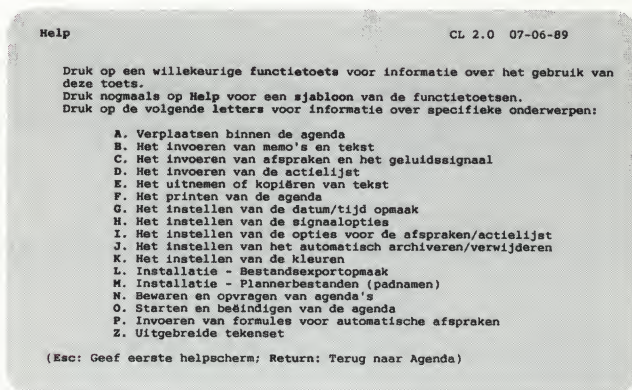 Help CL 2.0 07-06-89
Druk op een willekeurige functietoets voor informatie over het gebruik van
deze toets.
Druk nogmaals op Help voor een sjabloon van de functietoetsen.
Druk op de volgende letters voor informatie over specifieke onderwerpen:
A. Verplaatsen binnen de agenda
B. Het invoeren van memo's en tekst
C. Het invoeren van afspraken en het geluidssignaal
D. Het invoeren van de actielijst
E. Het uitnemen of kopiëren van tekst
F. Het printen van de agenda
G. Het instellen van de datum/tijd opmaak
H. Het instellen van de signaalopties
I. Het instellen van de opties voor de afspraken/actielijst
J. Het instellen van het automatisch archiveren/verwijderen
K. Het instellen van de kleuren
L. Installatie - Bestandsexportopmaak
M. Installatie - Plannerbestanden (padnamen)
N. Bewaren en opvragen van agenda's
O. Starten en beëindigen van de agenda
P. Invoeren van formules voor automatische afspraken
Z. Uitgebreide tekenset
(Esc: Geef eerste helpscherm; Return: Terug naar Agenda)